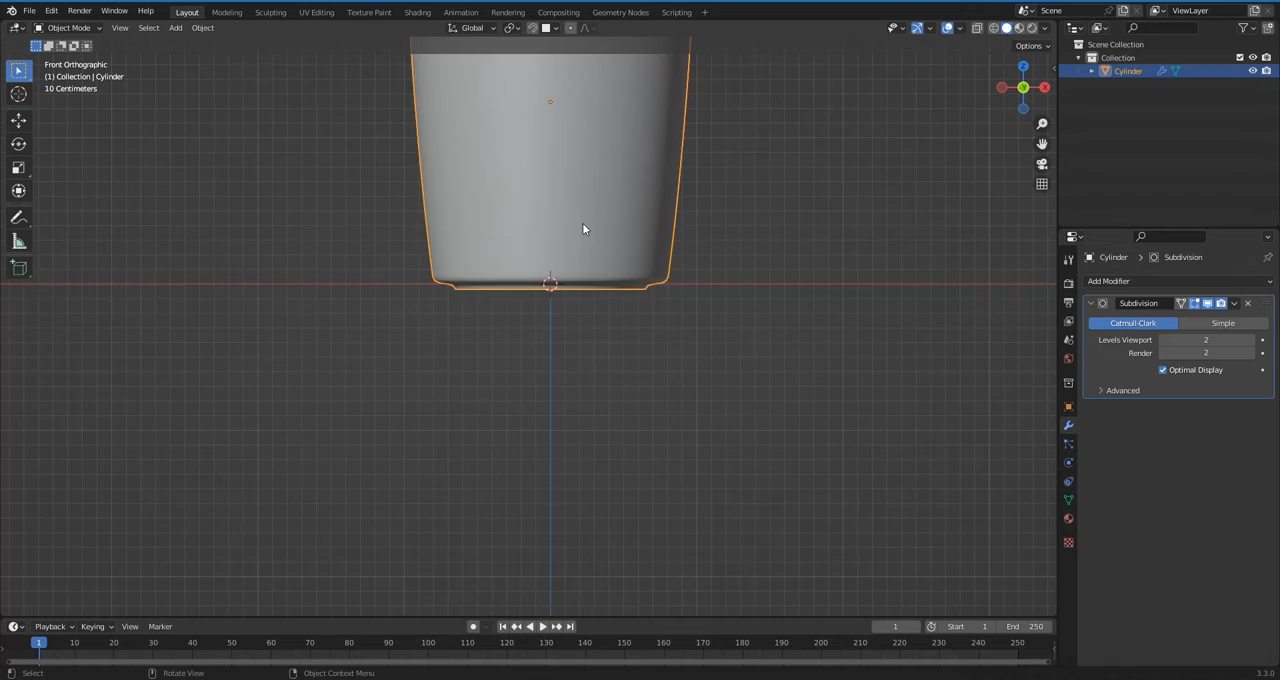 File Edit Render Window Help Layout Modeling Sculpting UV Editing Texture Paint Shading Animation Rendering Compositing Geometry Nodes Scripting + Scene ViewLayer
Object Mode View Select Add Object Global
Options
Front Orthographic
(1) Collection | Cylinder
10 Centimeters
Z
X
Y
Scene Collection
Collection
Cylinder
Cylinder > Subdivision
Add Modifier
Subdivision
Catmull-Clark Simple
Levels Viewport 2
Render 2
Optimal Display
Advanced
Playback Keying View Marker 1 Start 1 End 250
1 10 20 30 40 50 60 70 80 90 100 110 120 130 140 150 160 170 180 190 200 210 220 230 240 250
Select Rotate View Object Context Menu 3.3.0